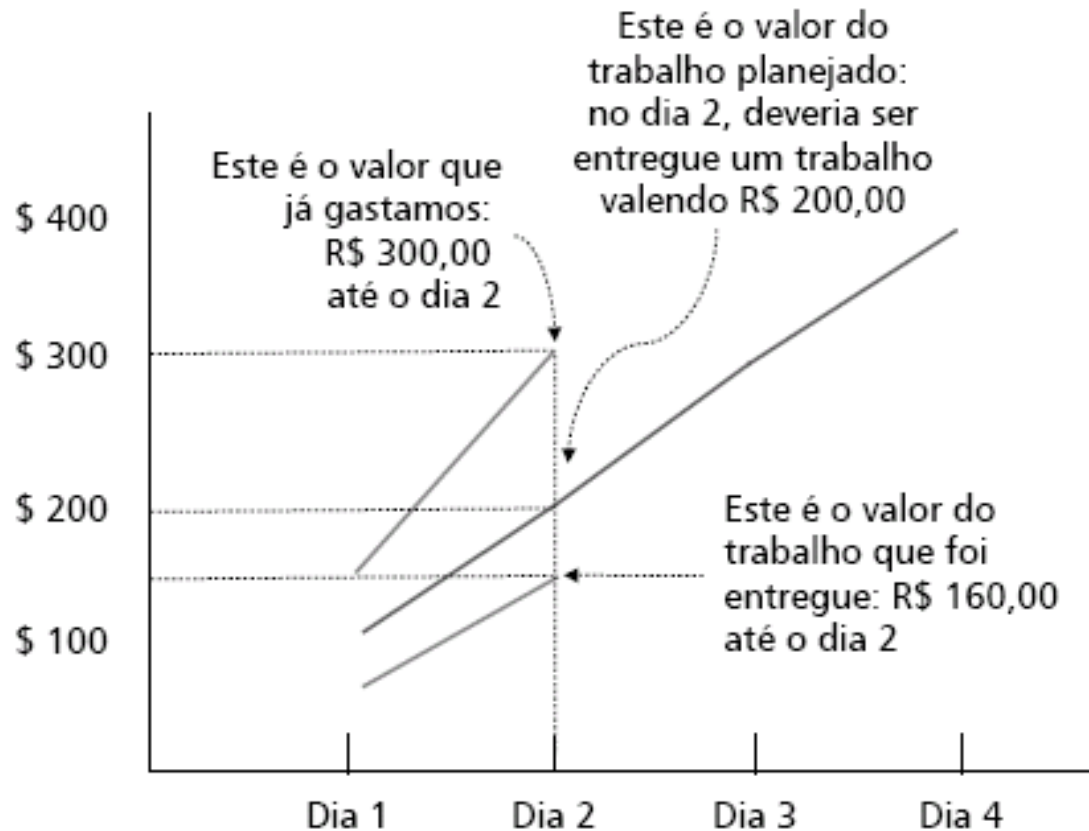 Este é o valor do
trabalho planejado:
no dia 2, deveria ser
entregue um trabalho
valendo R$ 200,00
Este é o valor que
já gastamos:
R$ 300,00
até o dia 2
$ 400
$ 300
$ 200
$ 100
Este é o valor do
trabalho que foi
entregue: R$ 160,00
até o dia 2
Dia 1
Dia 2
Dia 3
Dia 4